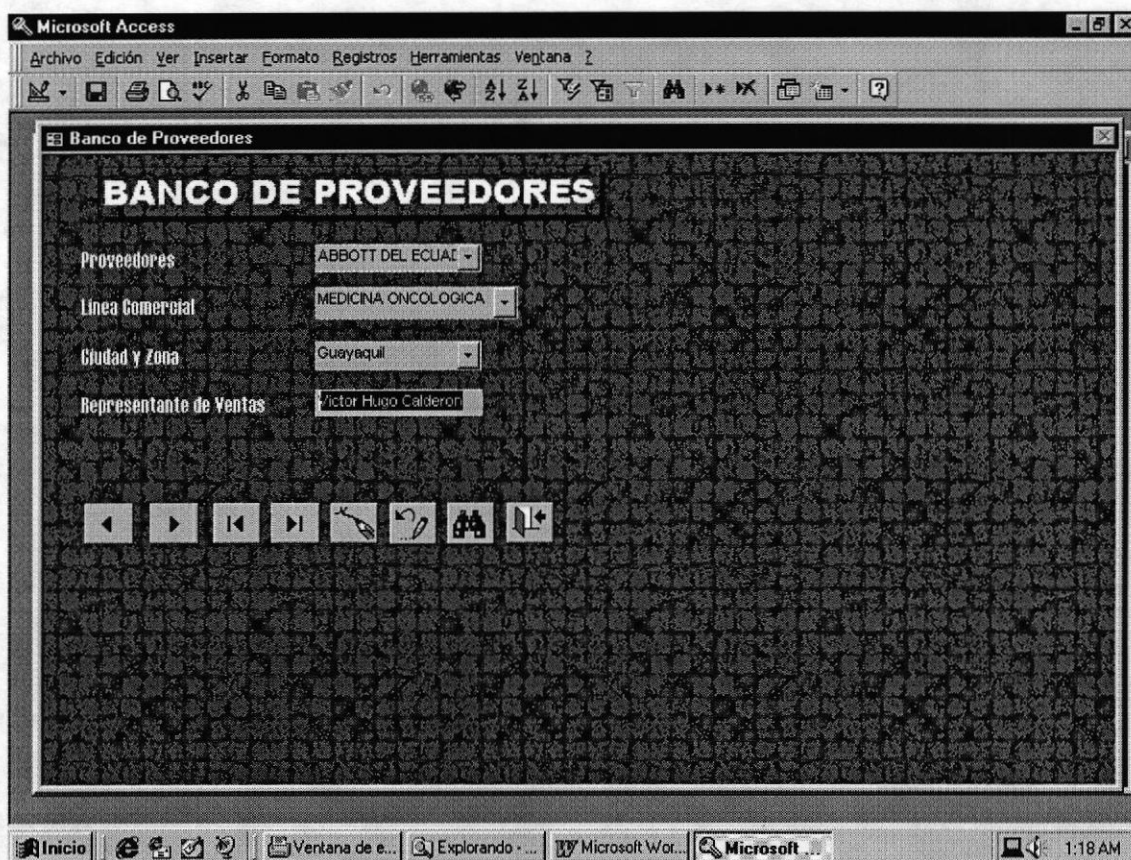 Microsoft Access
Archivo Edición Ver Insertar Formato Registros Herramientas Ventana ?
Banco de Proveedores
BANCO DE PROVEEDORES
Proveedores ABBOTT DEL ECUAD
Línea Comercial MEDICINA ONCOLOGICA
Ciudad y Zona Guayaquil
Representante de Ventas Victor Hugo Calderon
Inicio Ventana de e... Explorando - ... Microsoft Wor... Microsoft ... 1:18 AM